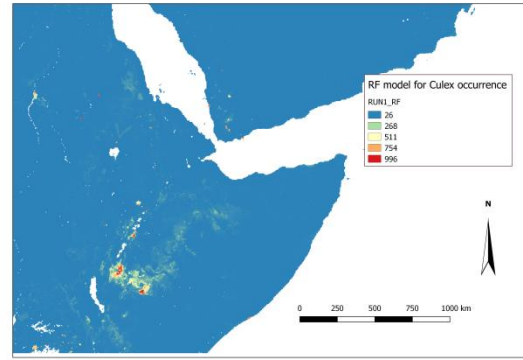 RF model for Culex occurrence
RUN1_RF
26
268
511
754
996
N
0 250 500 750 1000 km